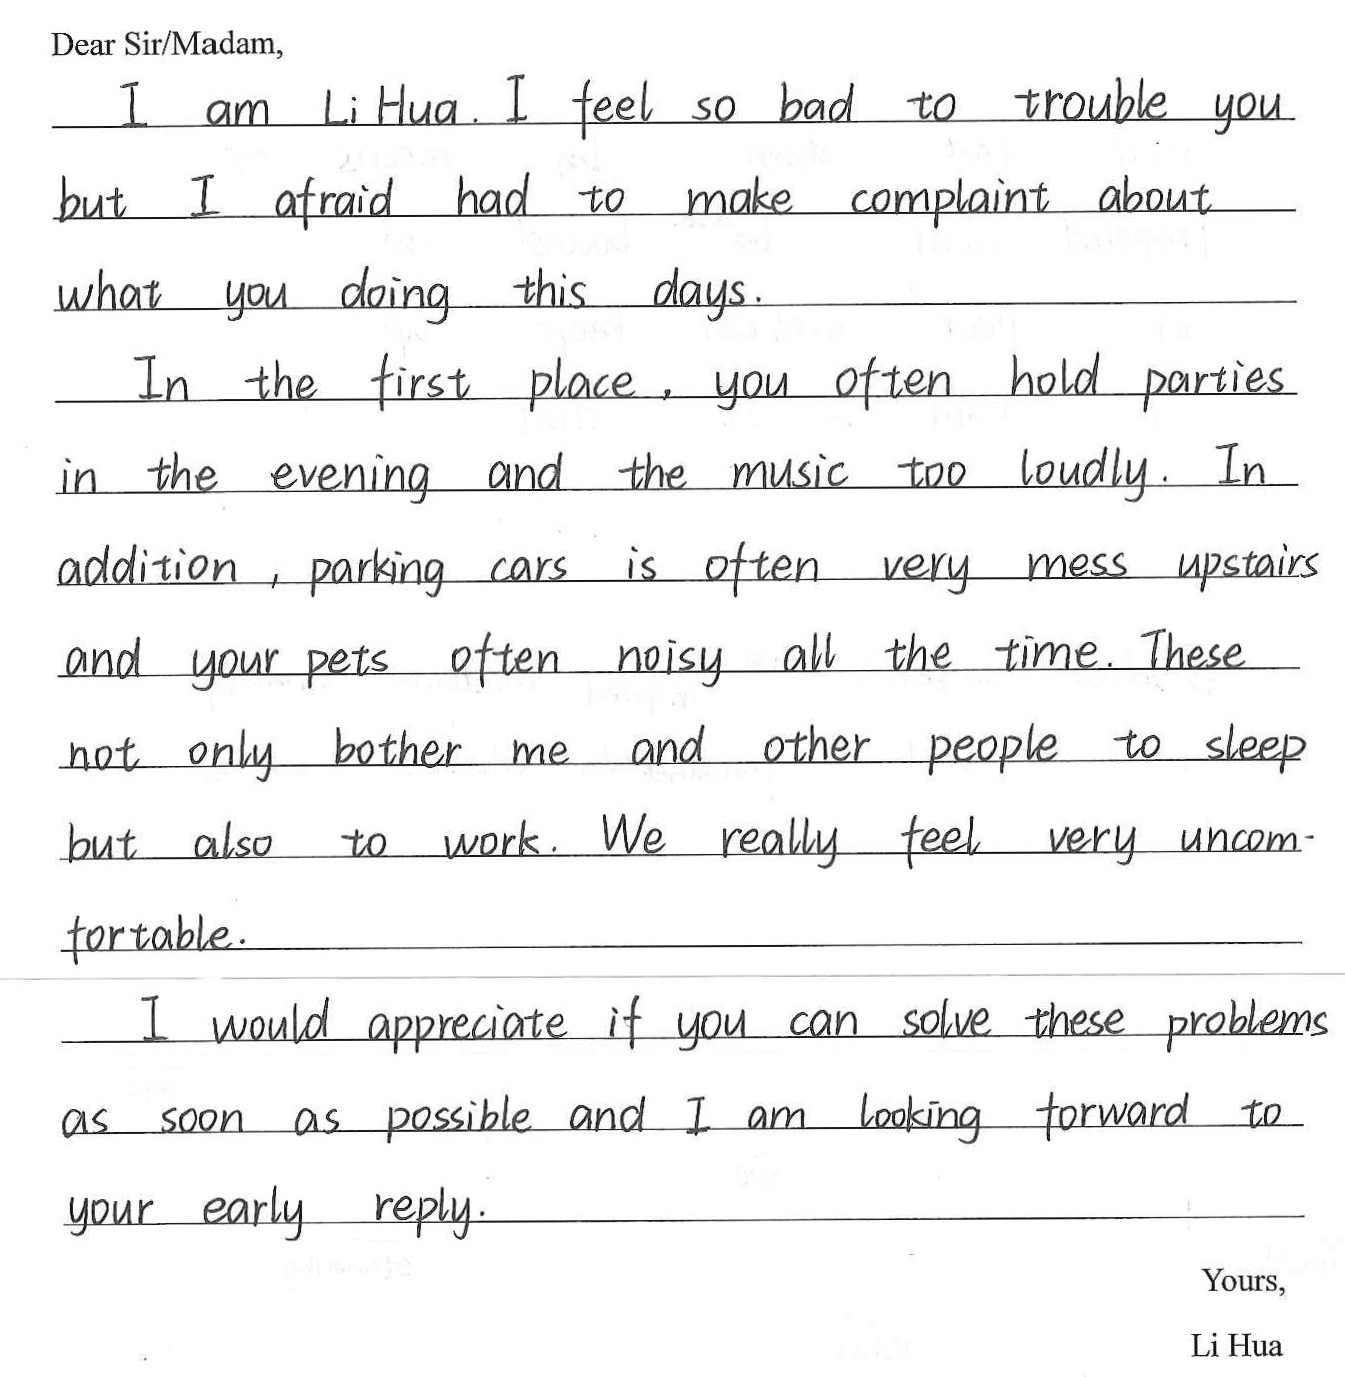 Dear Sir/Madam,
I am Li Hua. I feel so bad to trouble you
but I afraid had to make complaint about
what you doing this days.
In the first place, you often hold parties
in the evening and the music too loudly. In
addition, parking cars is often very mess upstairs
and your pets often noisy all the time. These
not only bother me and other people to sleep
but also to work. We really feel very uncom-
fortable.
I would appreciate if you can solve these problems
as soon as possible and I am looking forward to
your early reply.
Yours,
Li Hua